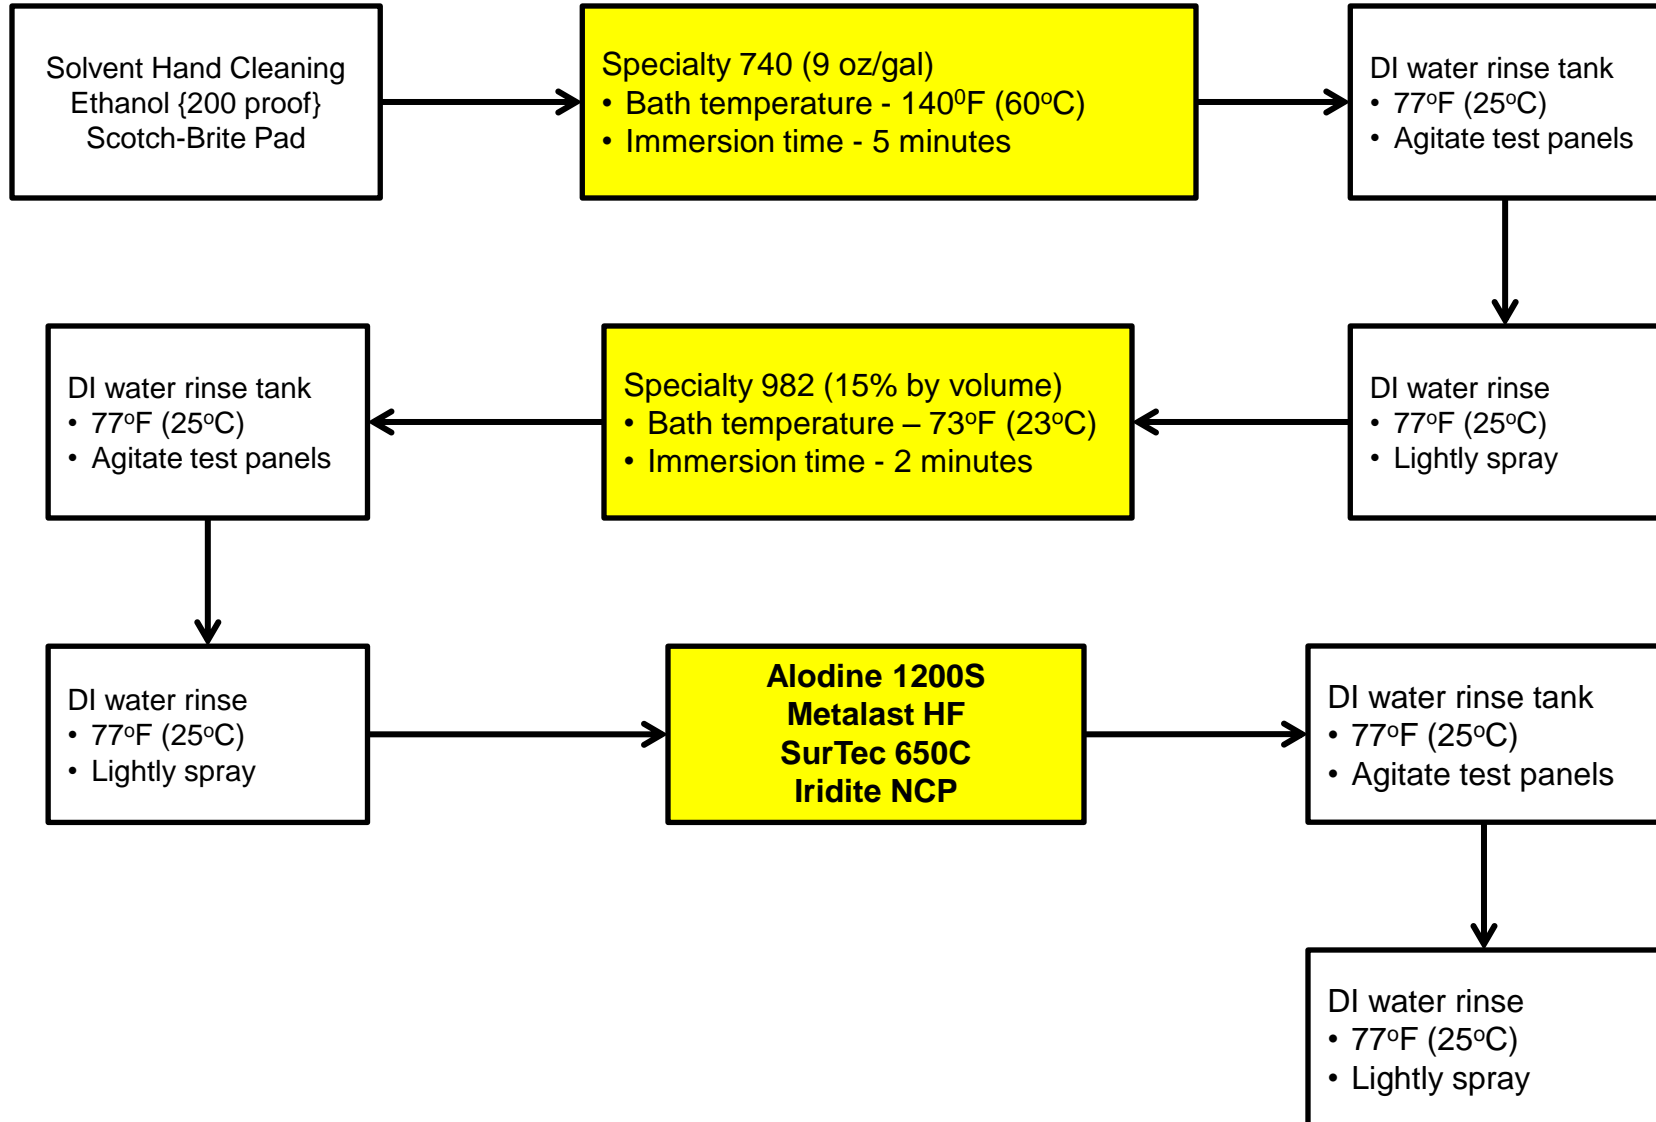 Solvent Hand Cleaning
Ethanol {200 proof}
Scotch-Brite Pad
Specialty 740 (9 oz/gal)
• Bath temperature - 140⁰F (60ºC)
• Immersion time - 5 minutes
DI water rinse tank
• 77ºF (25ºC)
• Agitate test panels
DI water rinse
• 77ºF (25ºC)
• Lightly spray
Specialty 982 (15% by volume)
• Bath temperature – 73ºF (23ºC)
• Immersion time - 2 minutes
DI water rinse tank
• 77ºF (25ºC)
• Agitate test panels
DI water rinse
• 77ºF (25ºC)
• Lightly spray
Alodine 1200S
Metalast HF
SurTec 650C
Iridite NCP
DI water rinse tank
• 77ºF (25ºC)
• Agitate test panels
DI water rinse
• 77ºF (25ºC)
• Lightly spray